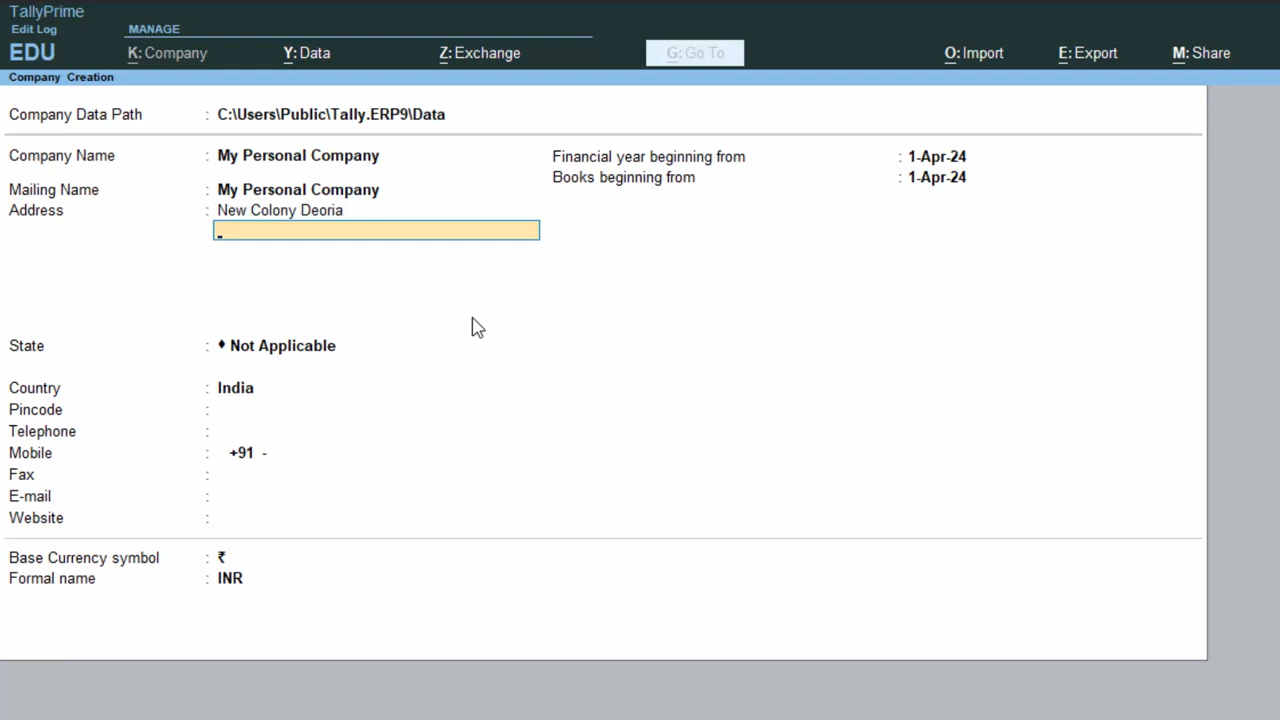 TallyPrime
Edit Log
MANAGE
EDU
K: Company
Y: Data
Z: Exchange
G: Go To
O: Import
E: Export
M: Share
Company Creation
Company Data Path : C:\Users\Public\Tally.ERP9\Data
Company Name : My Personal Company
Financial year beginning from : 1-Apr-24
Books beginning from : 1-Apr-24
Mailing Name : My Personal Company
Address : New Colony Deoria
State : ♦ Not Applicable
Country : India
Pincode :
Telephone :
Mobile : +91 -
Fax :
E-mail :
Website :
Base Currency symbol : ₹
Formal name : INR